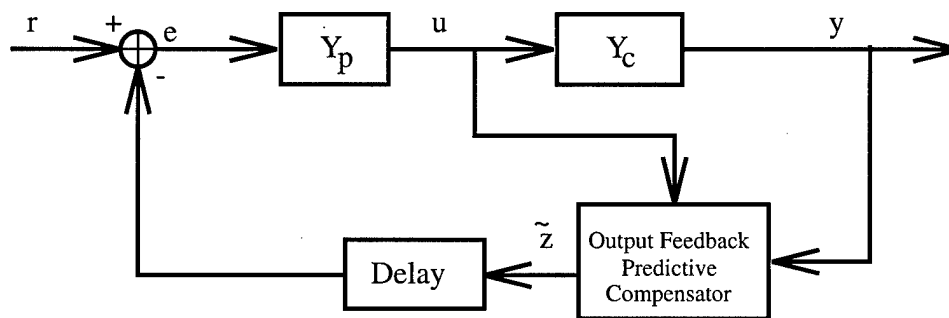 r
+
e
-
Y_p
u
Y_c
y
z̃
Delay
Output Feedback
Predictive
Compensator